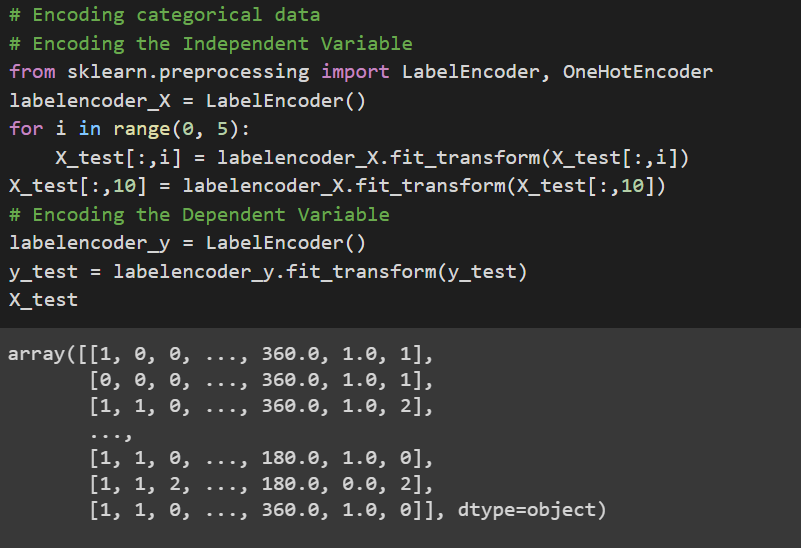 # Encoding categorical data
# Encoding the Independent Variable
from sklearn.preprocessing import LabelEncoder, OneHotEncoder
labelencoder_X = LabelEncoder()
for i in range(0, 5):
    X_test[:,i] = labelencoder_X.fit_transform(X_test[:,i])
X_test[:,10] = labelencoder_X.fit_transform(X_test[:,10])
# Encoding the Dependent Variable
labelencoder_y = LabelEncoder()
y_test = labelencoder_y.fit_transform(y_test)
X_test
array([[1, 0, 0, ..., 360.0, 1.0, 1],
       [0, 0, 0, ..., 360.0, 1.0, 1],
       [1, 1, 0, ..., 360.0, 1.0, 2],
       ...,
       [1, 1, 0, ..., 180.0, 1.0, 0],
       [1, 1, 2, ..., 180.0, 0.0, 2],
       [1, 1, 0, ..., 360.0, 1.0, 0]], dtype=object)